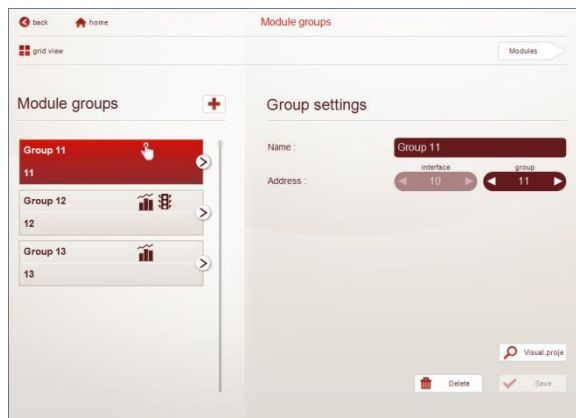 back
home
Module groups
grid view
Modules
Module groups
Group settings
Group 11
11
Group 12
12
Group 13
13
Name :
Group 11
interface
group
Address :
10
11
Visual.proje
Delete
Save